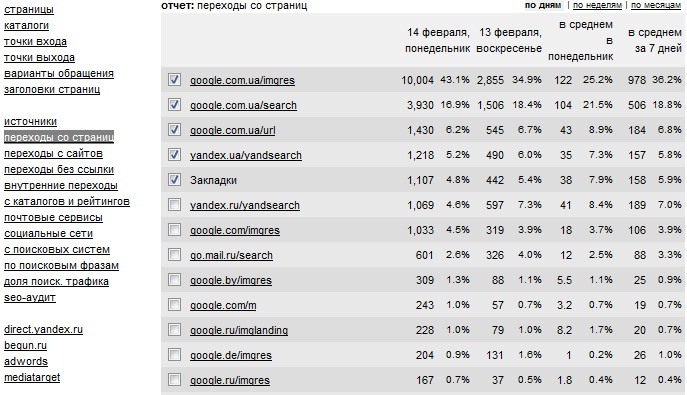 страницы
каталоги
точки входа
точки выхода
варианты обращения
заголовки страниц
источники
переходы со страниц
переходы с сайтов
переходы без ссылки
внутренние переходы
с каталогов и рейтингов
почтовые сервисы
социальные сети
с поисковых систем
по поисковым фразам
доля поиск. трафика
seo-аудит
direct.yandex.ru
begun.ru
adwords
mediatarget
отчет: переходы со страниц
по дням | по неделям | по месяцам
14 февраля, понедельник 13 февраля, воскресенье в среднем в понедельник в среднем за 7 дней
google.com.ua/imgres 10,004 43.1% 2,855 34.9% 122 25.2% 978 36.2%
google.com.ua/search 3,930 16.9% 1,506 18.4% 104 21.5% 506 18.8%
google.com.ua/url 1,430 6.2% 545 6.7% 43 8.9% 184 6.8%
yandex.ua/yandsearch 1,218 5.2% 490 6.0% 35 7.3% 157 5.8%
Закладки 1,107 4.8% 442 5.4% 38 7.9% 158 5.9%
yandex.ru/yandsearch 1,069 4.6% 597 7.3% 41 8.4% 189 7.0%
google.com/imgres 1,033 4.5% 319 3.9% 18 3.7% 106 3.9%
go.mail.ru/search 601 2.6% 326 4.0% 12 2.5% 88 3.3%
google.by/imgres 309 1.3% 88 1.1% 5.5 1.1% 25 0.9%
google.com/m 243 1.0% 57 0.7% 3.2 0.7% 19 0.7%
google.ru/imglanding 228 1.0% 79 1.0% 8.2 1.7% 20 0.7%
google.de/imgres 204 0.9% 131 1.6% 1 0.2% 26 1.0%
google.ru/imgres 167 0.7% 37 0.5% 1.8 0.4% 12 0.4%